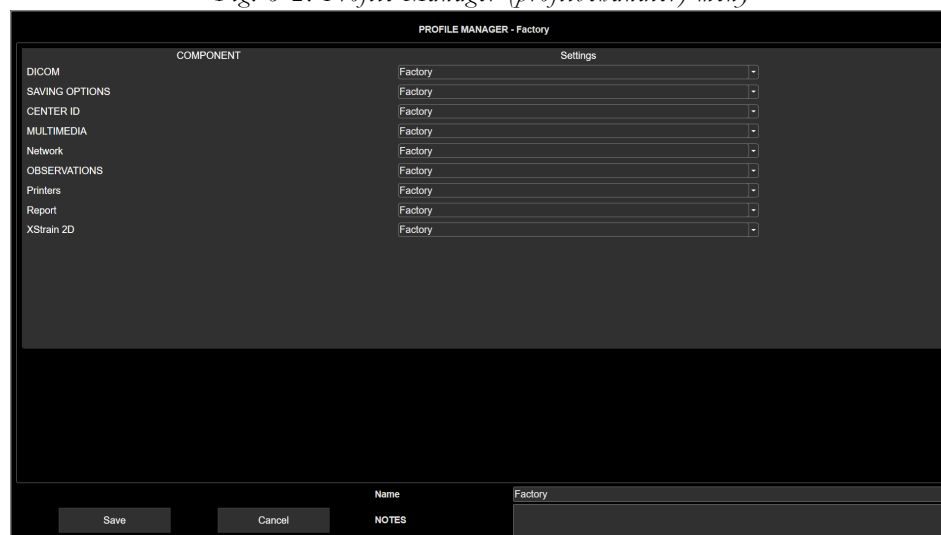 PROFILE MANAGER - Factory
COMPONENT Settings
DICOM Factory
SAVING OPTIONS Factory
CENTER ID Factory
MULTIMEDIA Factory
Network Factory
OBSERVATIONS Factory
Printers Factory
Report Factory
XStrain 2D Factory
Name Factory
Save Cancel NOTES